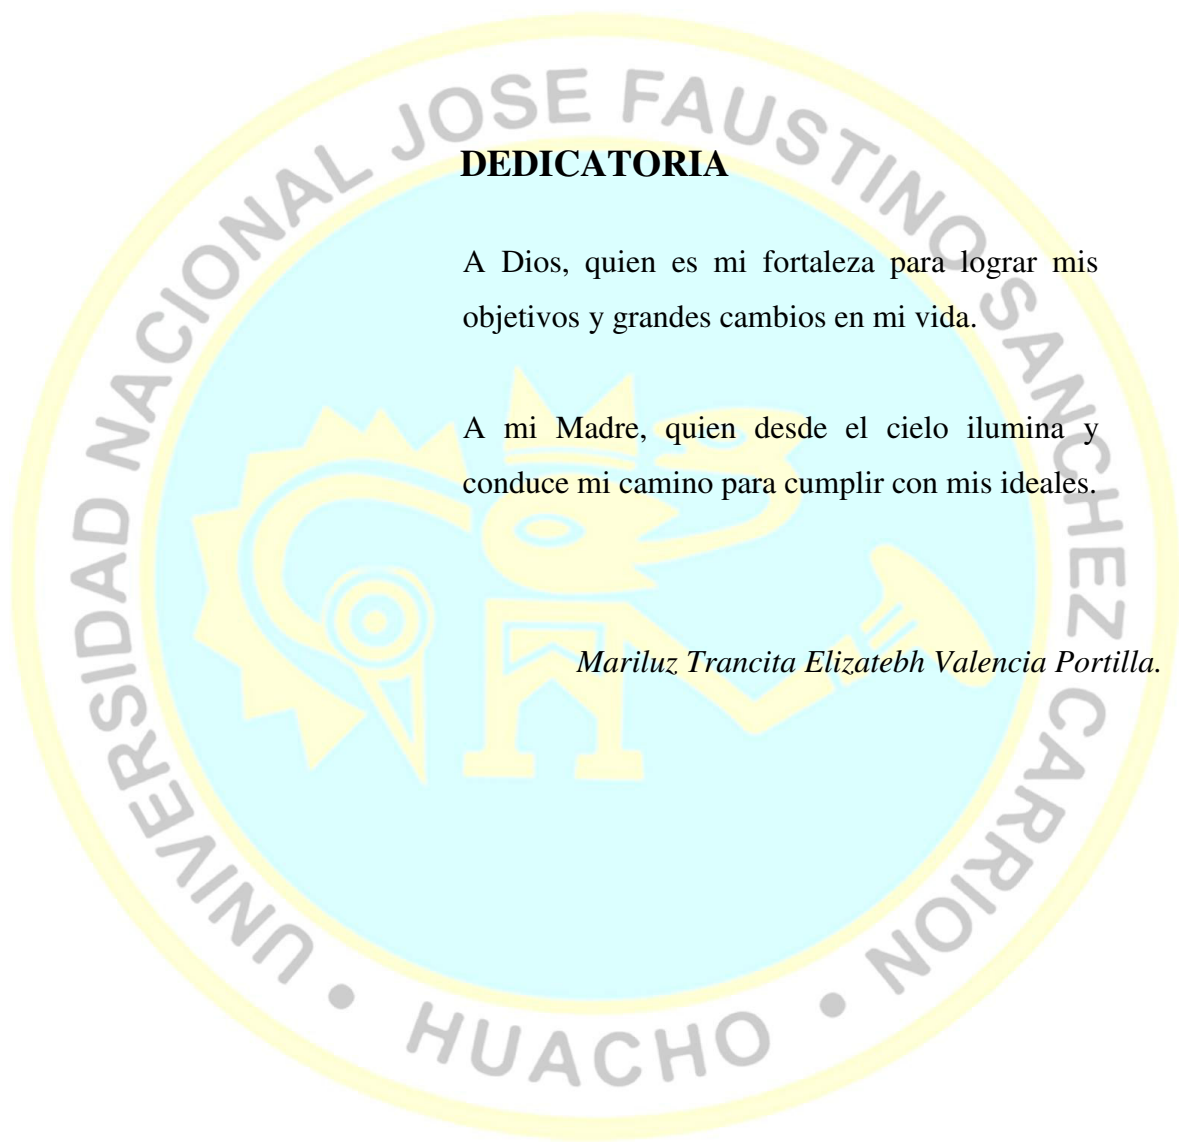 UNIVERSIDAD NACIONAL JOSE FAUSTINO SANCHEZ CARRION
DEDICATORIA
A Dios, quien es mi fortaleza para lograr mis
objetivos y grandes cambios en mi vida.
A mi Madre, quien desde el cielo ilumina y
conduce mi camino para cumplir con mis ideales.
Mariluz Trancita Elizatebh Valencia Portilla.
• HUACHO •